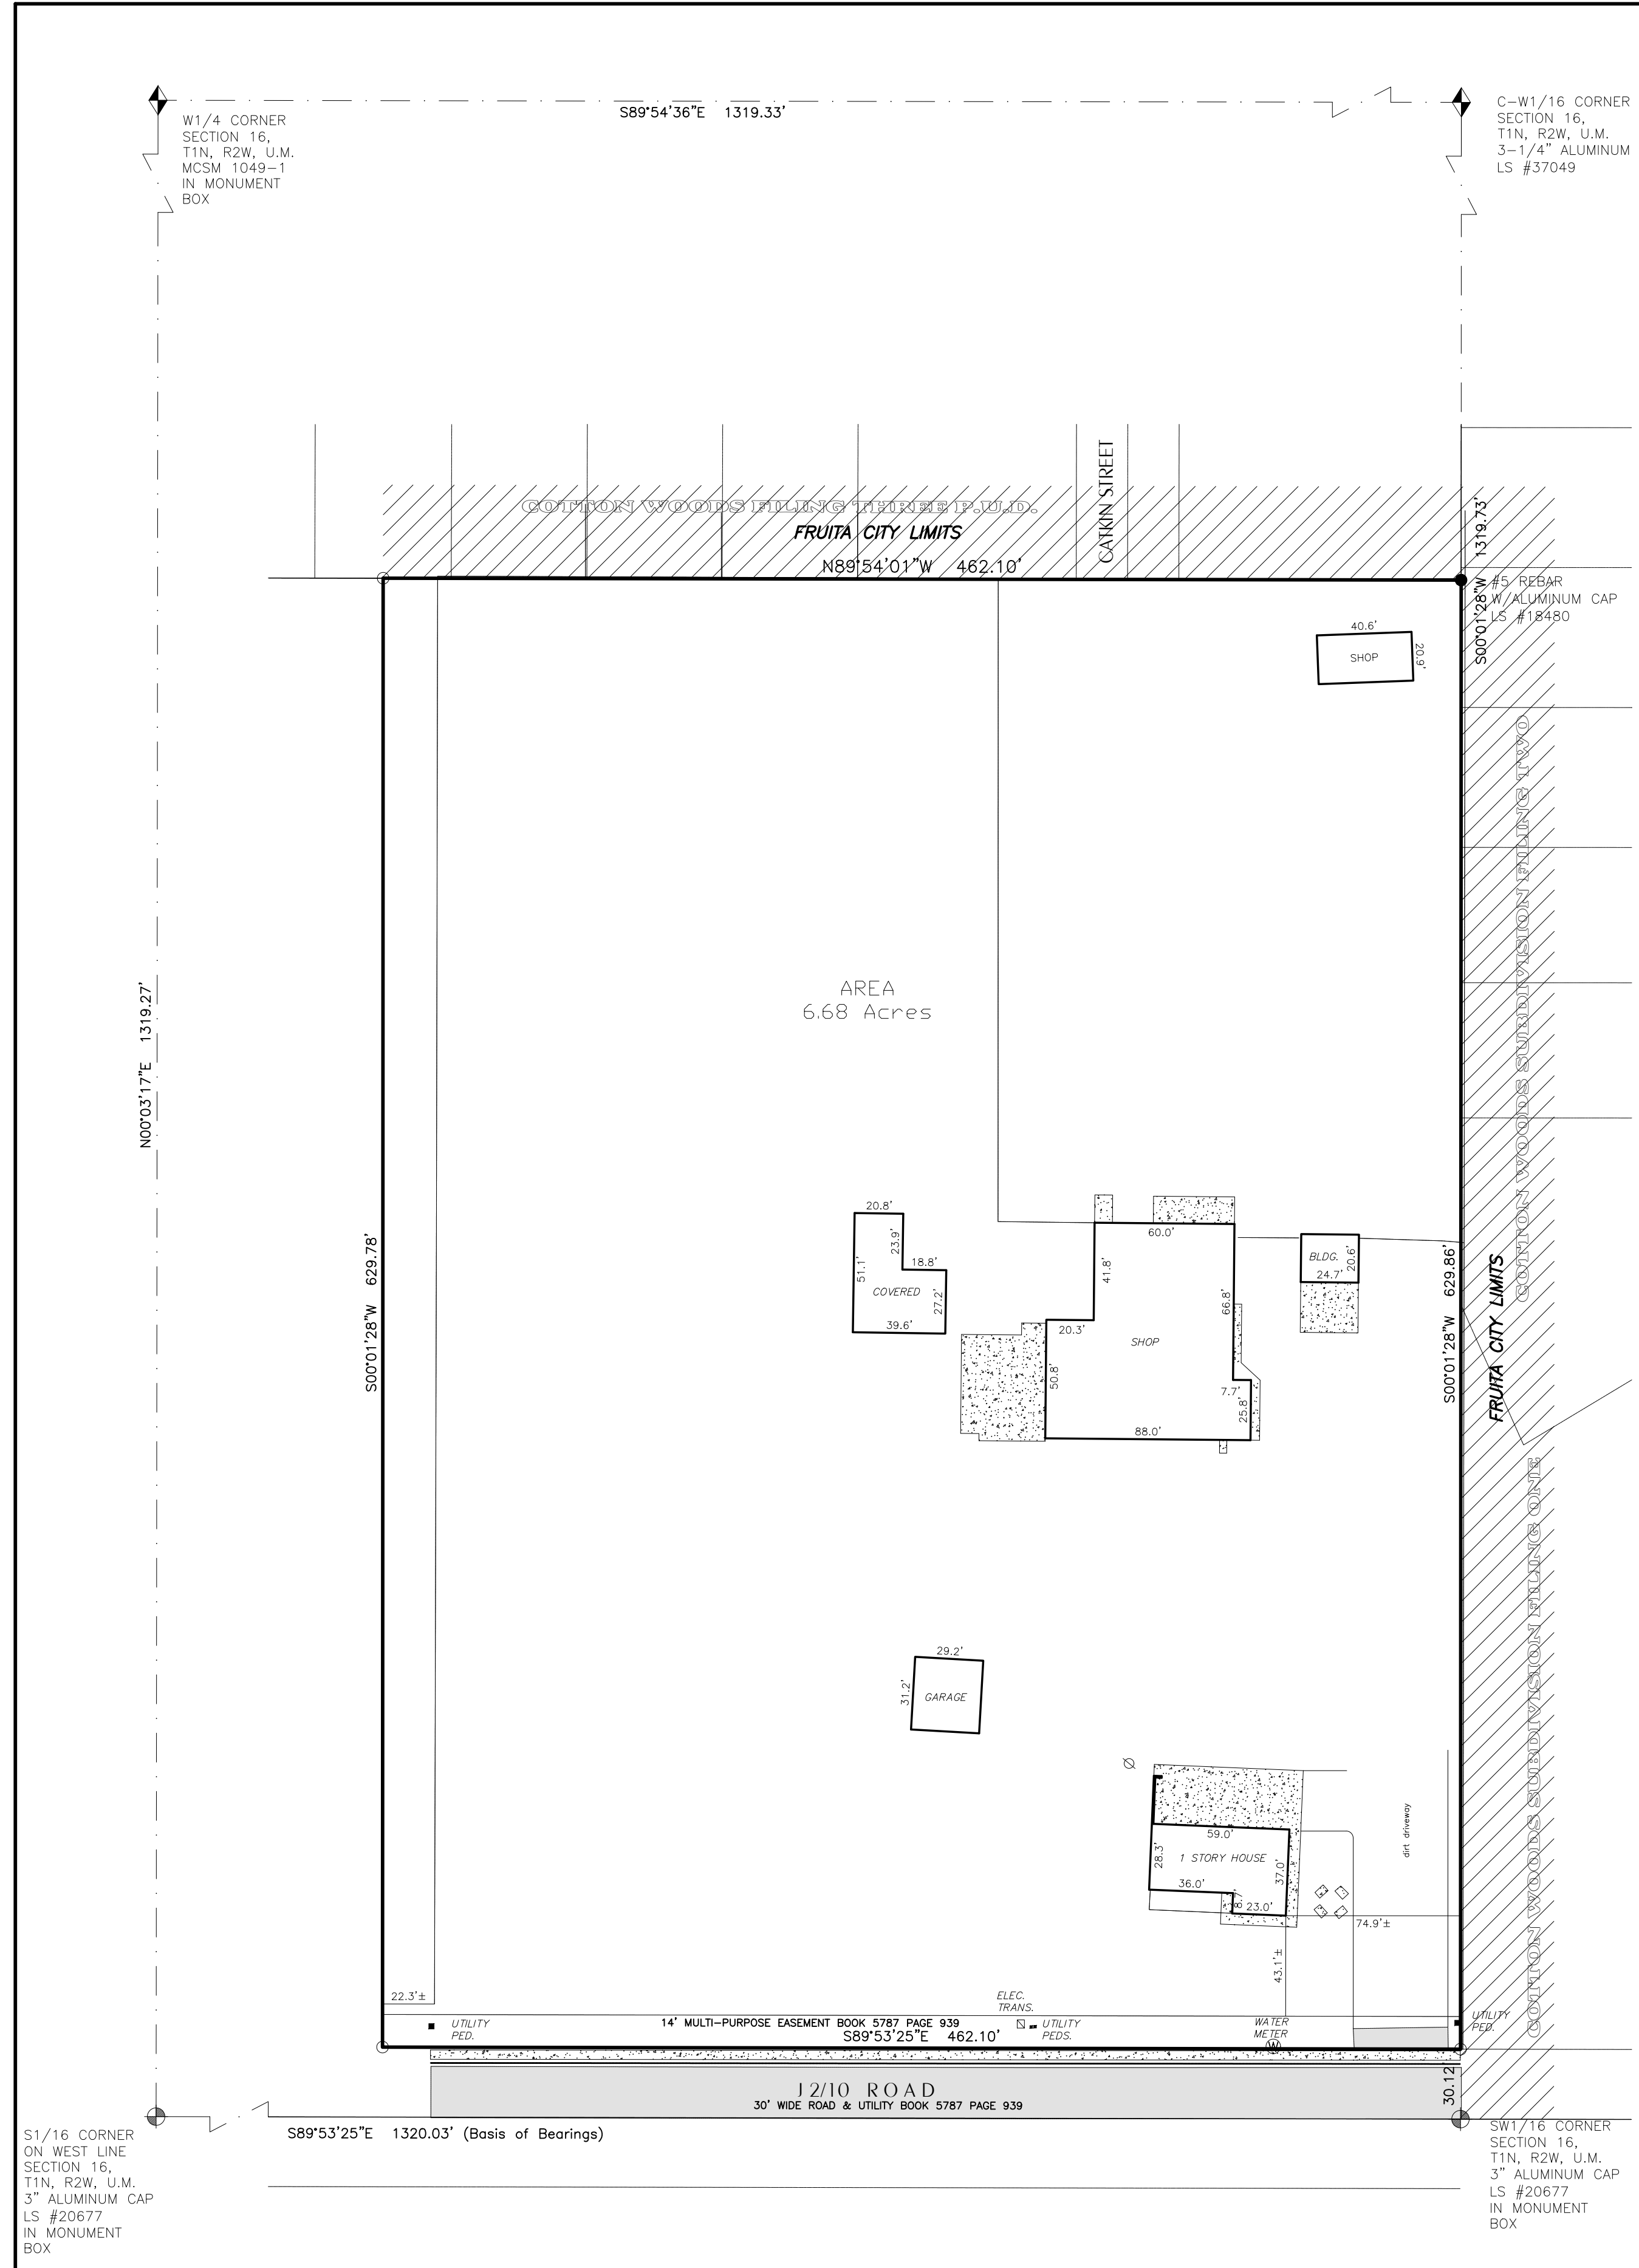 S89°54'36"E 1319.33'
W1/4 CORNER
SECTION 16,
T1N, R2W, U.M.
MCSM 1049-1
IN MONUMENT
BOX
C-W1/16 CORNER
SECTION 16,
T1N, R2W, U.M.
3-1/4" ALUMINUM
LS #37049
CATKIN STREET
COTTON WOODS FILING THREE P.U.D.
FRUITA CITY LIMITS
N89°54'01"W 462.10'
S00°01'28"W 1319.73'
#5 REBAR
W/ALUMINUM CAP
LS #18480
40.6'
SHOP
20.9'
COTTON WOODS SUBDIVISION FILING TWO
AREA
6.68 Acres
N00°03'17"E 1319.27'
S00°01'28"W 629.78'
20.8'
23.9'
18.8'
51.1'
COVERED
27.2'
39.6'
60.0'
41.8'
66.8'
20.3'
SHOP
50.8'
7.7'
25.8'
88.0'
BLDG.
20.6'
24.7'
S00°01'28"W 629.86'
FRUITA CITY LIMITS
COTTON WOODS SUBDIVISION FILING ONE
29.2'
31.2'
GARAGE
59.0'
28.3'
1 STORY HOUSE
37.0'
36.0'
23.0'
dirt driveway
74.9'±
43.1'±
22.3'±
ELEC.
TRANS.
UTILITY
PED.
14' MULTI-PURPOSE EASEMENT BOOK 5787 PAGE 939
UTILITY
PEDS.
WATER
METER
W
UTILITY
PED.
S89°53'25"E 462.10'
30.12'
J 2/10 ROAD
30' WIDE ROAD & UTILITY BOOK 5787 PAGE 939
S89°53'25"E 1320.03' (Basis of Bearings)
S1/16 CORNER
ON WEST LINE
SECTION 16,
T1N, R2W, U.M.
3" ALUMINUM CAP
LS #20677
IN MONUMENT
BOX
SW1/16 CORNER
SECTION 16,
T1N, R2W, U.M.
3" ALUMINUM CAP
LS #20677
IN MONUMENT
BOX